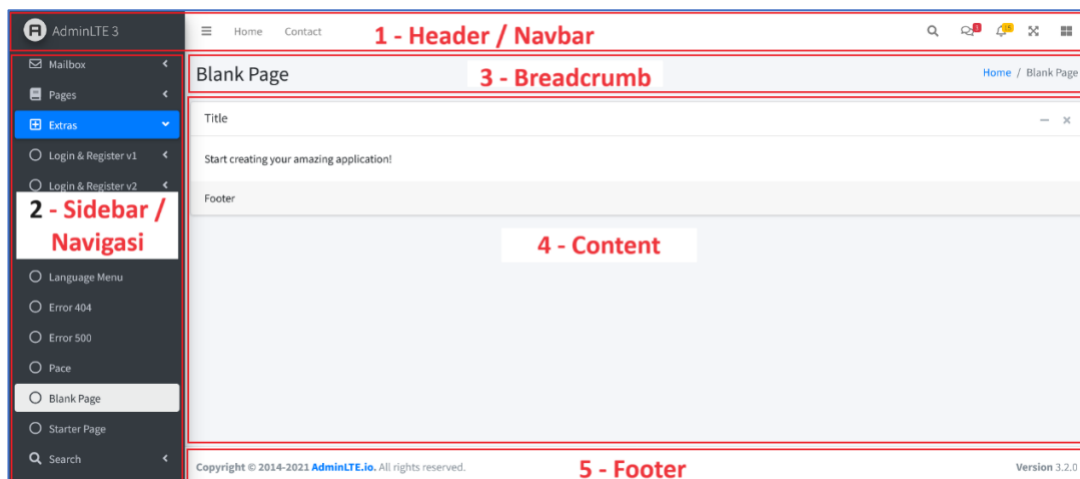 AdminLTE 3
Home Contact
1 - Header / Navbar
1
15
Mailbox
Pages
Extras
Login & Register v1
Login & Register v2
2 - Sidebar /
Navigasi
Language Menu
Error 404
Error 500
Pace
Blank Page
Starter Page
Search
Blank Page
3 - Breadcrumb
Home / Blank Page
Title
Start creating your amazing application!
Footer
4 - Content
Copyright © 2014-2021 AdminLTE.io. All rights reserved.
5 - Footer
Version 3.2.0